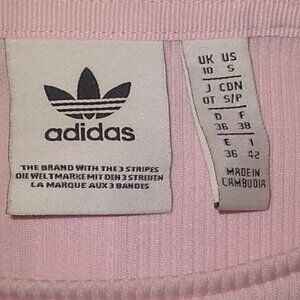 adidas
THE BRAND WITH THE 3 STRIPES
DIE WELTMARKE MIT DEN 3 STREIFEN
LA MARQUE AUX 3 BANDES
UK US
10 S
J CDN
OT S/P
D F
36 38
E I
36 42
MADE IN
CAMBODIA